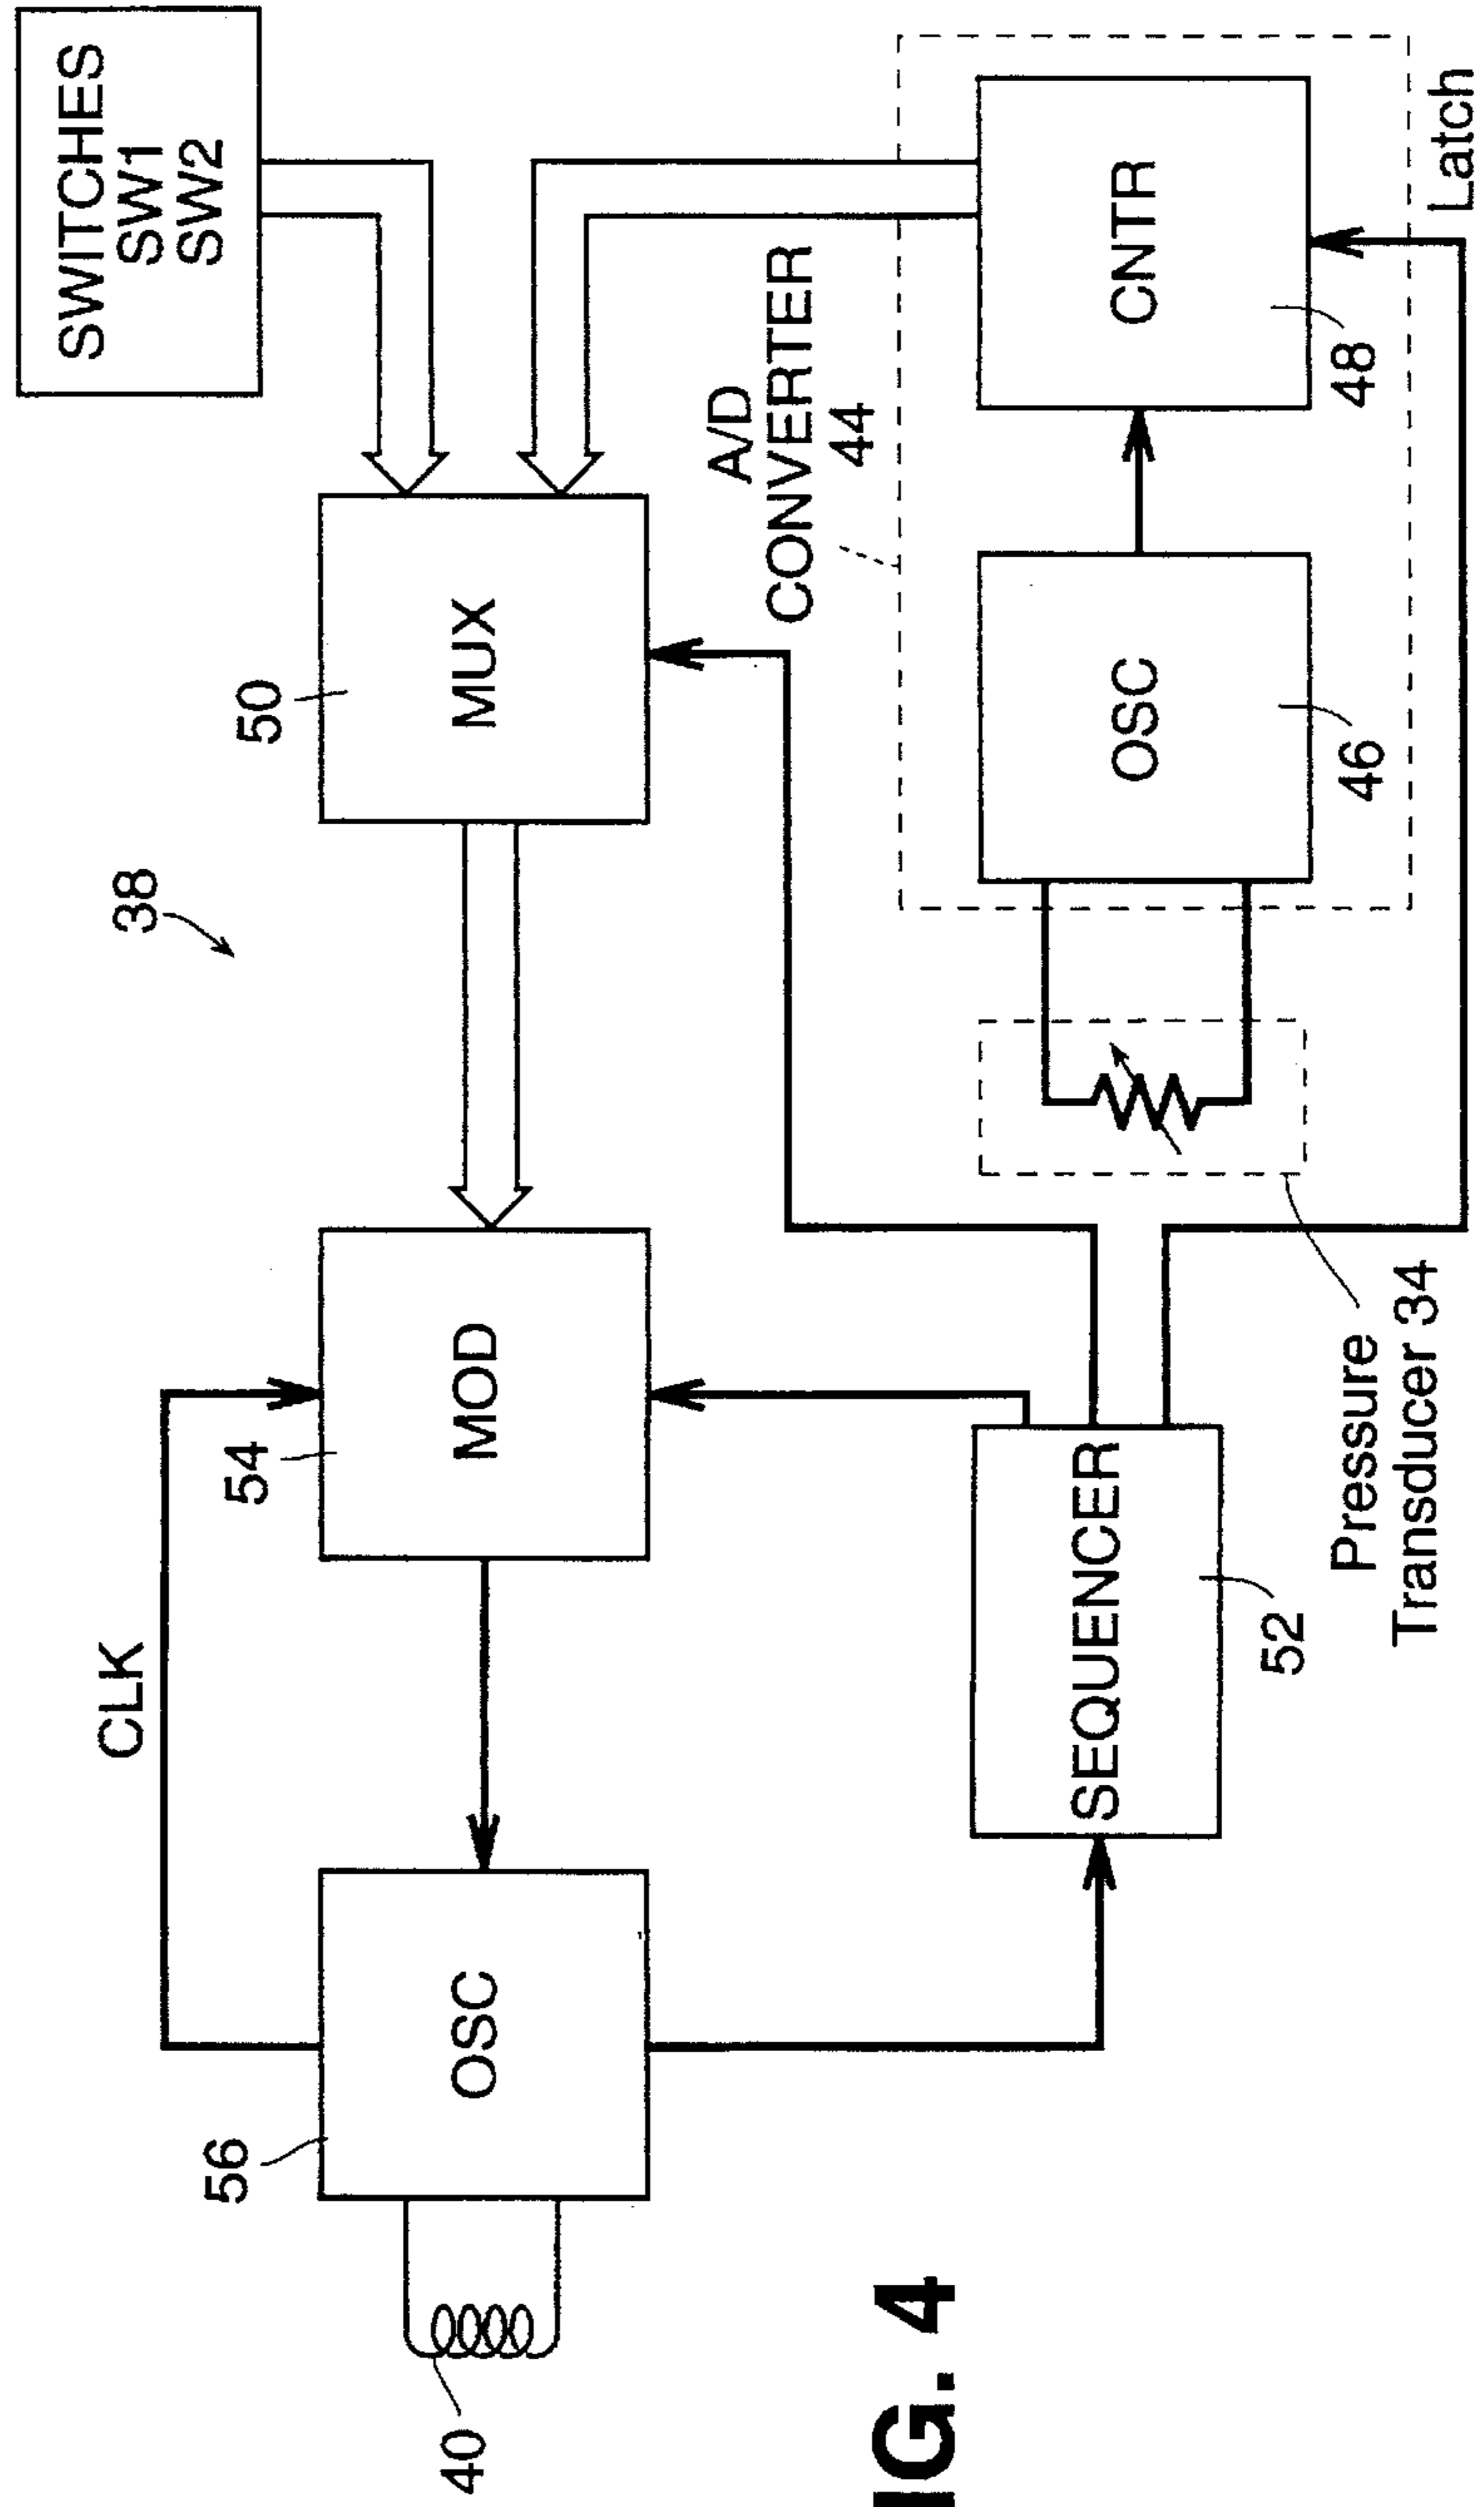 SWITCHES
SW1
SW2
38
50
MUX
CLK
54
MOD
56
OSC
40
A/D
CONVERTER
44
CNTR
48
Latch
OSC
46
SEQUENCER
52
Pressure
Transducer 34
IG. 4